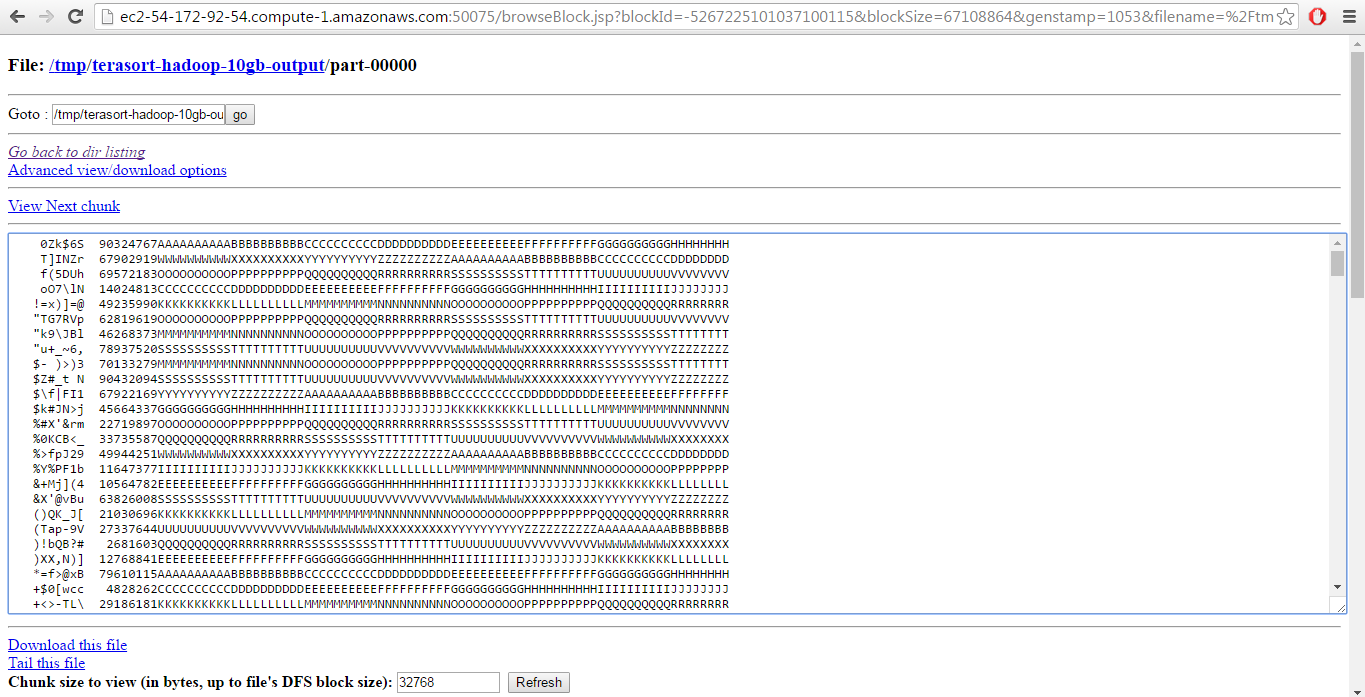 ec2-54-172-92-54.compute-1.amazonaws.com:50075/browseBlock.jsp?blockId=-5267225101037100115&blockSize=67108864&genstamp=1053&filename=%2Ftm
File: /tmp/terasort-hadoop-10gb-output/part-00000
Goto : /tmp/terasort-hadoop-10gb-ou go
Go back to dir listing
Advanced view/download options
View Next chunk
0Zk$6S  90324767AAAAAAAAAABBBBBBBBBBCCCCCCCCCCDDDDDDDDDDEEEEEEEEEEFFFFFFFFFFGGGGGGGGGGHHHHHHHH
T]INZr  67902919WWWWWWWWWWXXXXXXXXXXYYYYYYYYYYZZZZZZZZZZAAAAAAAAAABBBBBBBBBBCCCCCCCCCCDDDDDDDD
f(5DUh  69572183OOOOOOOOOOPPPPPPPPPPQQQQQQQQQQRRRRRRRRRRSSSSSSSSSSTTTTTTTTTTUUUUUUUUUUVVVVVVVV
oO7\lN  14024813CCCCCCCCCCDDDDDDDDDDEEEEEEEEEEFFFFFFFFFFGGGGGGGGGGHHHHHHHHHHIIIIIIIIIIJJJJJJJJ
!=x)]=@  49235990KKKKKKKKKKLLLLLLLLLLMMMMMMMMMMNNNNNNNNNNOOOOOOOOOOPPPPPPPPPPQQQQQQQQQQRRRRRRRR
"TG7RVp  62819619OOOOOOOOOOPPPPPPPPPPQQQQQQQQQQRRRRRRRRRRSSSSSSSSSSTTTTTTTTTTUUUUUUUUUUVVVVVVVV
"k9\JBl  46268373MMMMMMMMMMNNNNNNNNNNOOOOOOOOOOPPPPPPPPPPQQQQQQQQQQRRRRRRRRRRSSSSSSSSSSTTTTTTTT
"u+_~6,  78937520SSSSSSSSSSTTTTTTTTTTUUUUUUUUUUVVVVVVVVVVWWWWWWWWWWXXXXXXXXXXYYYYYYYYYYZZZZZZZZ
$- )>)3  70133279MMMMMMMMMMNNNNNNNNNNOOOOOOOOOOPPPPPPPPPPQQQQQQQQQQRRRRRRRRRRSSSSSSSSSSTTTTTTTT
$Z#_t N  90432094SSSSSSSSSSTTTTTTTTTTUUUUUUUUUUVVVVVVVVVVWWWWWWWWWWXXXXXXXXXXYYYYYYYYYYZZZZZZZZ
$\f|FI1  67922169YYYYYYYYYYZZZZZZZZZZAAAAAAAAAABBBBBBBBBBCCCCCCCCCCDDDDDDDDDDEEEEEEEEEEFFFFFFFF
$k#JN>j  45664337GGGGGGGGGGHHHHHHHHHHIIIIIIIIIIJJJJJJJJJJKKKKKKKKKKLLLLLLLLLLMMMMMMMMMMNNNNNNNN
%#X'&rm  22719897OOOOOOOOOOPPPPPPPPPPQQQQQQQQQQRRRRRRRRRRSSSSSSSSSSTTTTTTTTTTUUUUUUUUUUVVVVVVVV
%0KCB<_  33735587QQQQQQQQQQRRRRRRRRRRSSSSSSSSSSTTTTTTTTTTUUUUUUUUUUVVVVVVVVVVWWWWWWWWWWXXXXXXXX
%>fpJ29  49944251WWWWWWWWWWXXXXXXXXXXYYYYYYYYYYZZZZZZZZZZAAAAAAAAAABBBBBBBBBBCCCCCCCCCCDDDDDDDD
%Y%PF1b  11647377IIIIIIIIIIJJJJJJJJJJKKKKKKKKKKLLLLLLLLLLMMMMMMMMMMNNNNNNNNNNOOOOOOOOOOPPPPPPPP
&+Mj](4  10564782EEEEEEEEEEFFFFFFFFFFGGGGGGGGGGHHHHHHHHHHIIIIIIIIIIJJJJJJJJJJKKKKKKKKKKLLLLLLLL
&X'@vBu  63826008SSSSSSSSSSTTTTTTTTTTUUUUUUUUUUVVVVVVVVVVWWWWWWWWWWXXXXXXXXXXYYYYYYYYYYZZZZZZZZ
()QK_J[  21030696KKKKKKKKKKLLLLLLLLLLMMMMMMMMMMNNNNNNNNNNOOOOOOOOOOPPPPPPPPPPQQQQQQQQQQRRRRRRRR
(Tap-9V  27337644UUUUUUUUUUVVVVVVVVVVWWWWWWWWWWXXXXXXXXXXYYYYYYYYYYZZZZZZZZZZAAAAAAAAAABBBBBBBB
)!bQB?#   2681603QQQQQQQQQQRRRRRRRRRRSSSSSSSSSSTTTTTTTTTTUUUUUUUUUUVVVVVVVVVVWWWWWWWWWWXXXXXXXX
)XX,N)]  12768841EEEEEEEEEEFFFFFFFFFFGGGGGGGGGGHHHHHHHHHHIIIIIIIIIIJJJJJJJJJJKKKKKKKKKKLLLLLLLL
*=f>@xB  79610115AAAAAAAAAABBBBBBBBBBCCCCCCCCCCDDDDDDDDDDEEEEEEEEEEFFFFFFFFFFGGGGGGGGGGHHHHHHHH
+$0[wcc   4828262CCCCCCCCCCDDDDDDDDDDEEEEEEEEEEFFFFFFFFFFGGGGGGGGGGHHHHHHHHHHIIIIIIIIIIJJJJJJJJ
+<>-TL\  29186181KKKKKKKKKKLLLLLLLLLLMMMMMMMMMMNNNNNNNNNNOOOOOOOOOOPPPPPPPPPPQQQQQQQQQQRRRRRRRR
Download this file
Tail this file
Chunk size to view (in bytes, up to file's DFS block size): 32768 Refresh